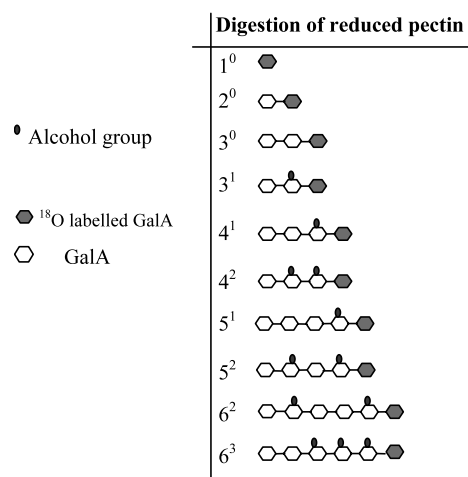 Digestion of reduced pectin
1⁰
2⁰
3⁰
3¹
4¹
4²
5¹
5²
6²
6³
Alcohol group
¹⁸O labelled GalA
GalA